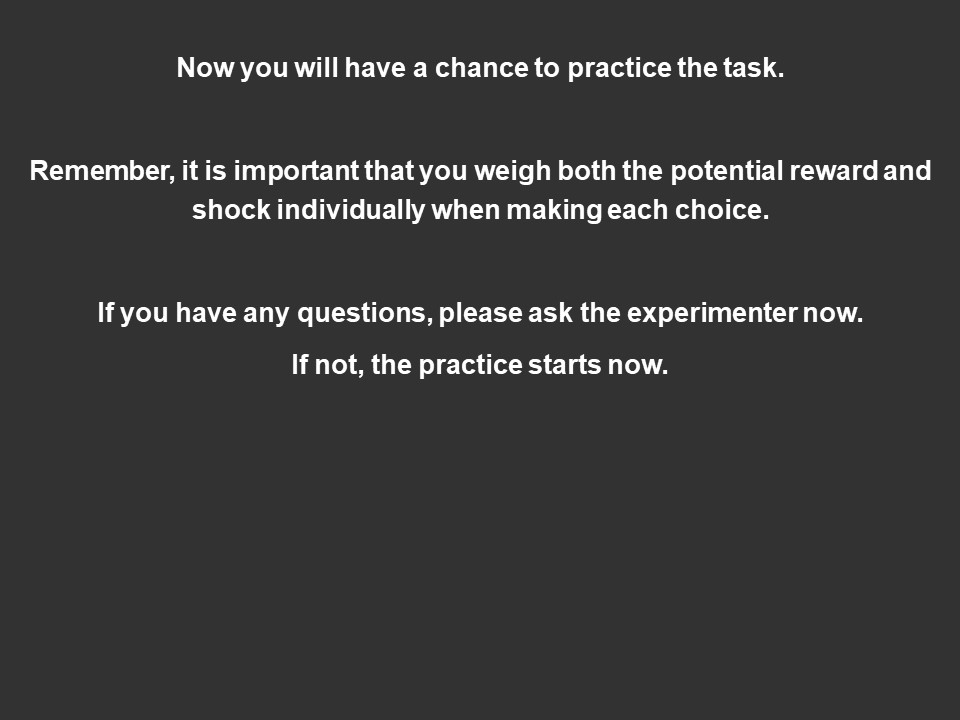 Now you will have a chance to practice the task.
Remember, it is important that you weigh both the potential reward and
shock individually when making each choice.
If you have any questions, please ask the experimenter now.
If not, the practice starts now.